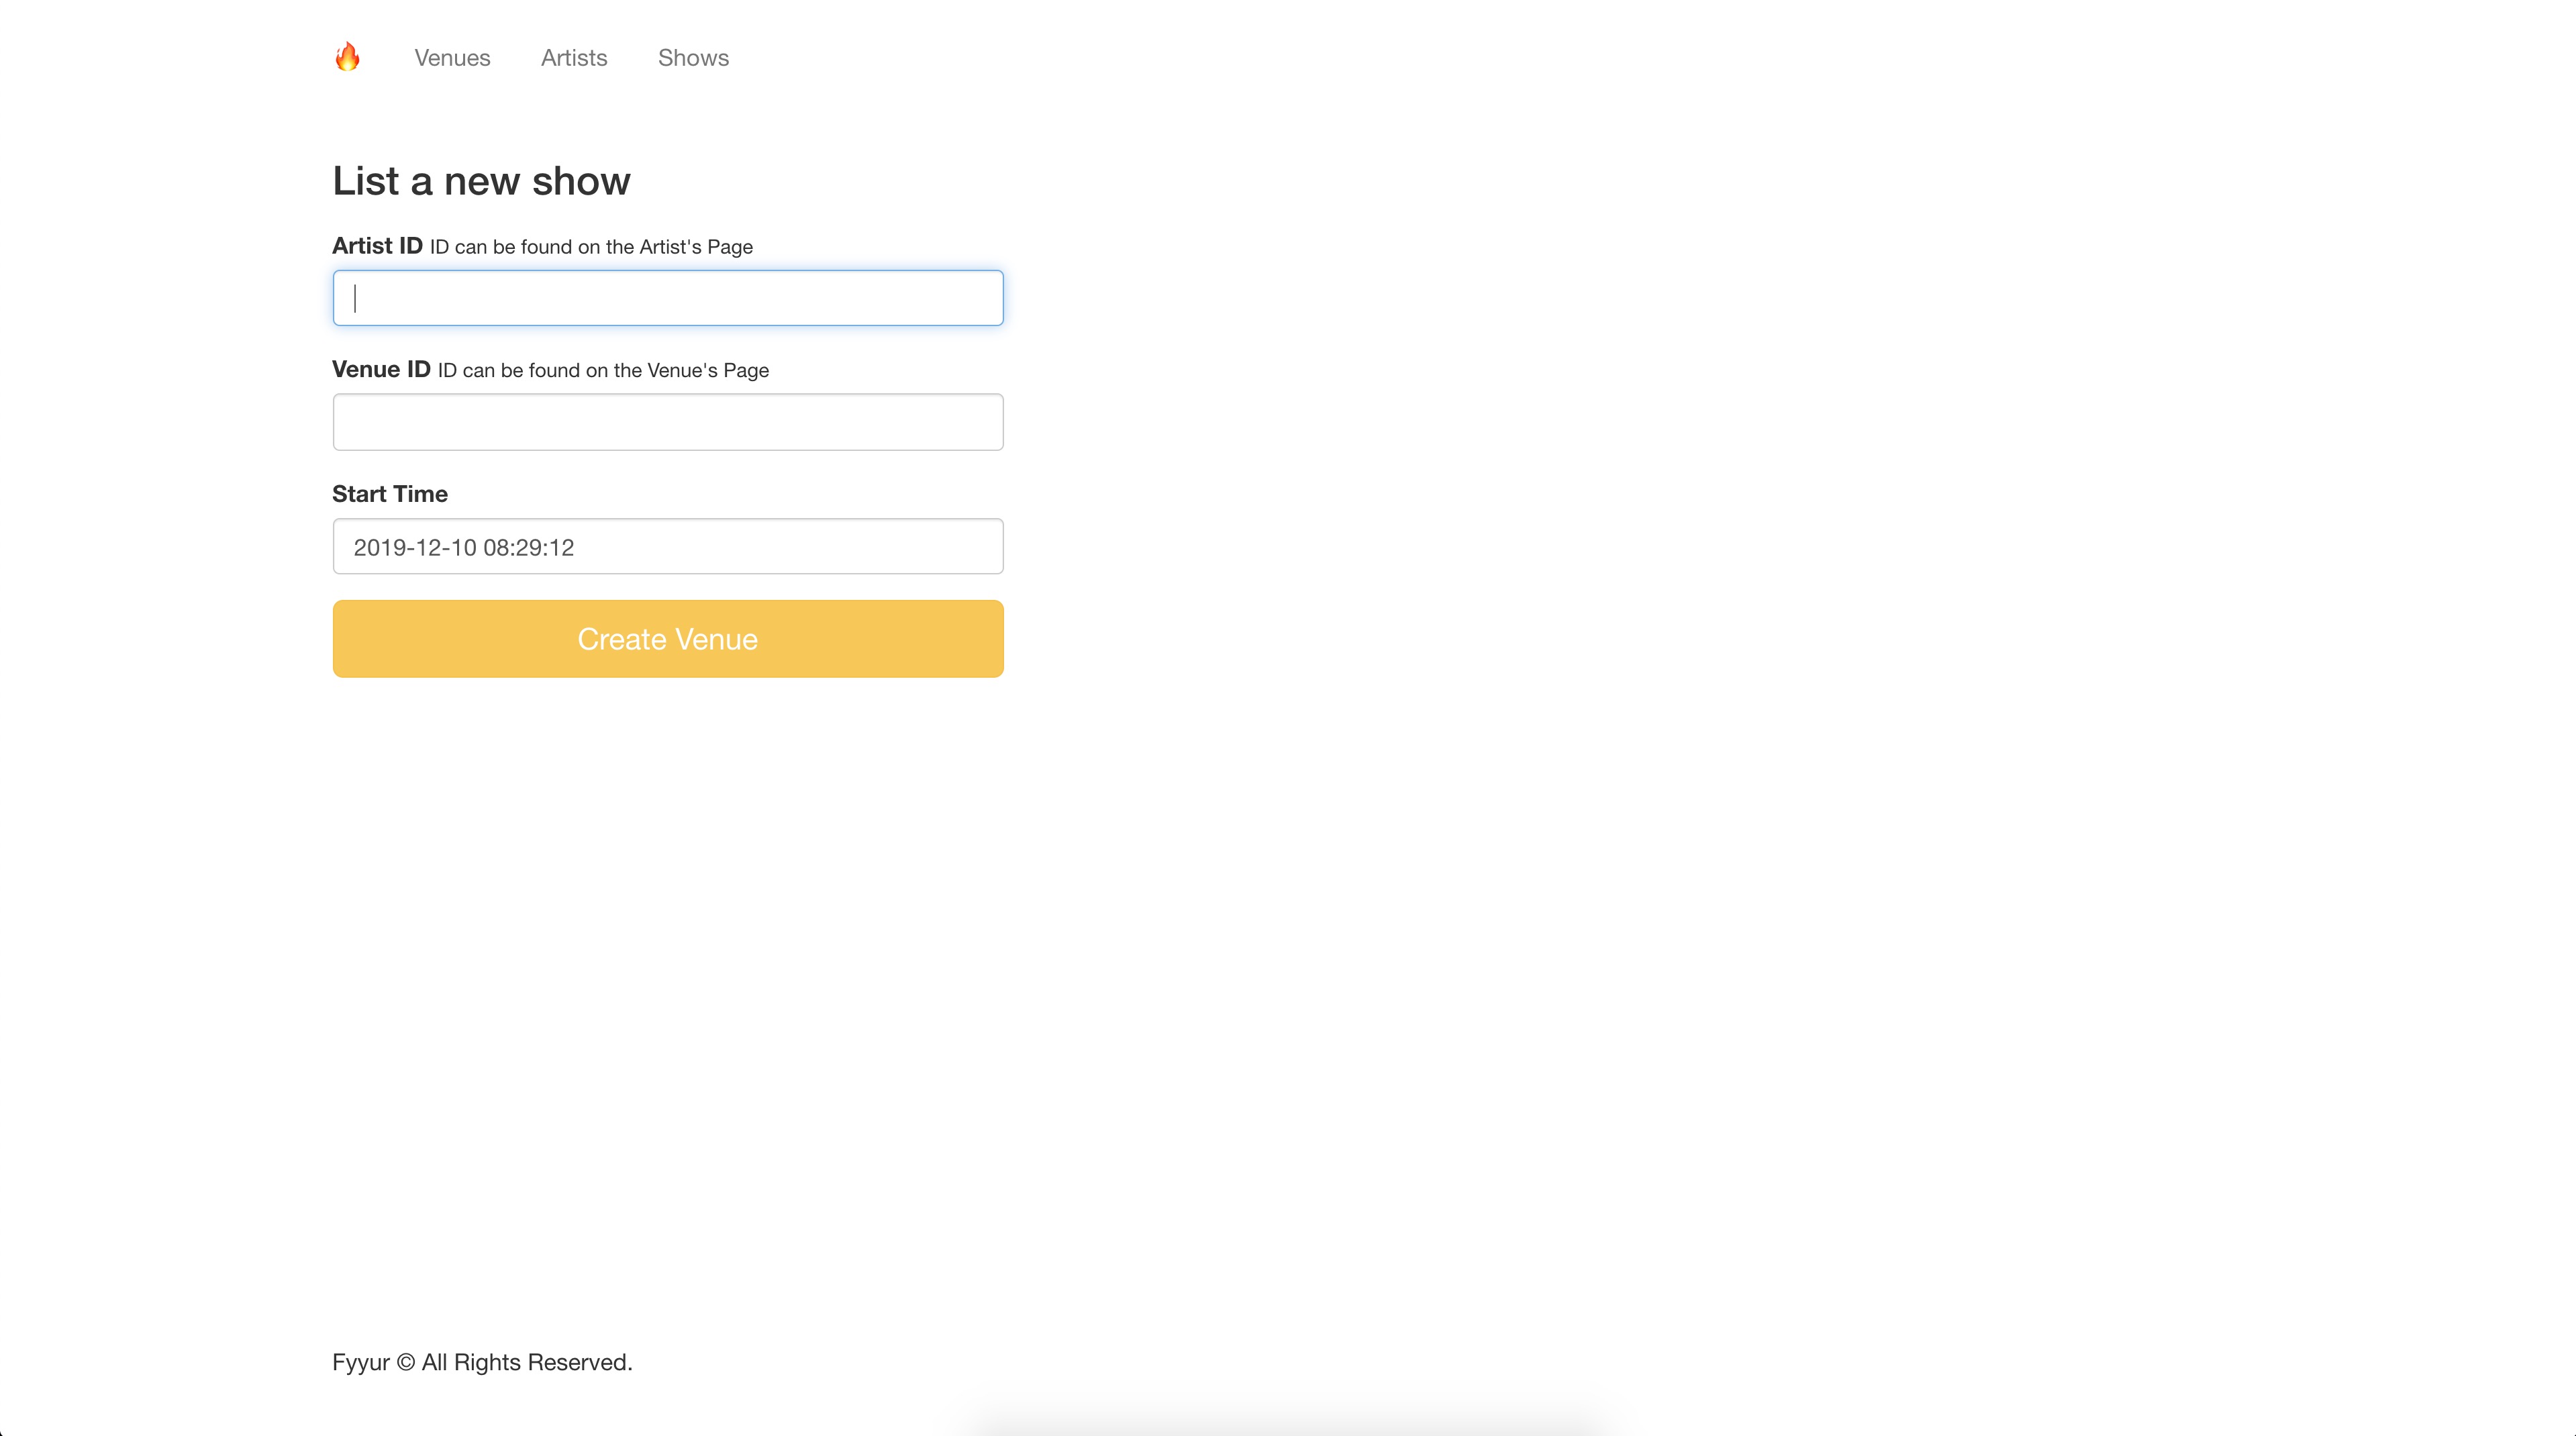 Venues Artists Shows
List a new show
Artist ID ID can be found on the Artist's Page
Venue ID ID can be found on the Venue's Page
Start Time
2019-12-10 08:29:12
Create Venue
Fyyur © All Rights Reserved.